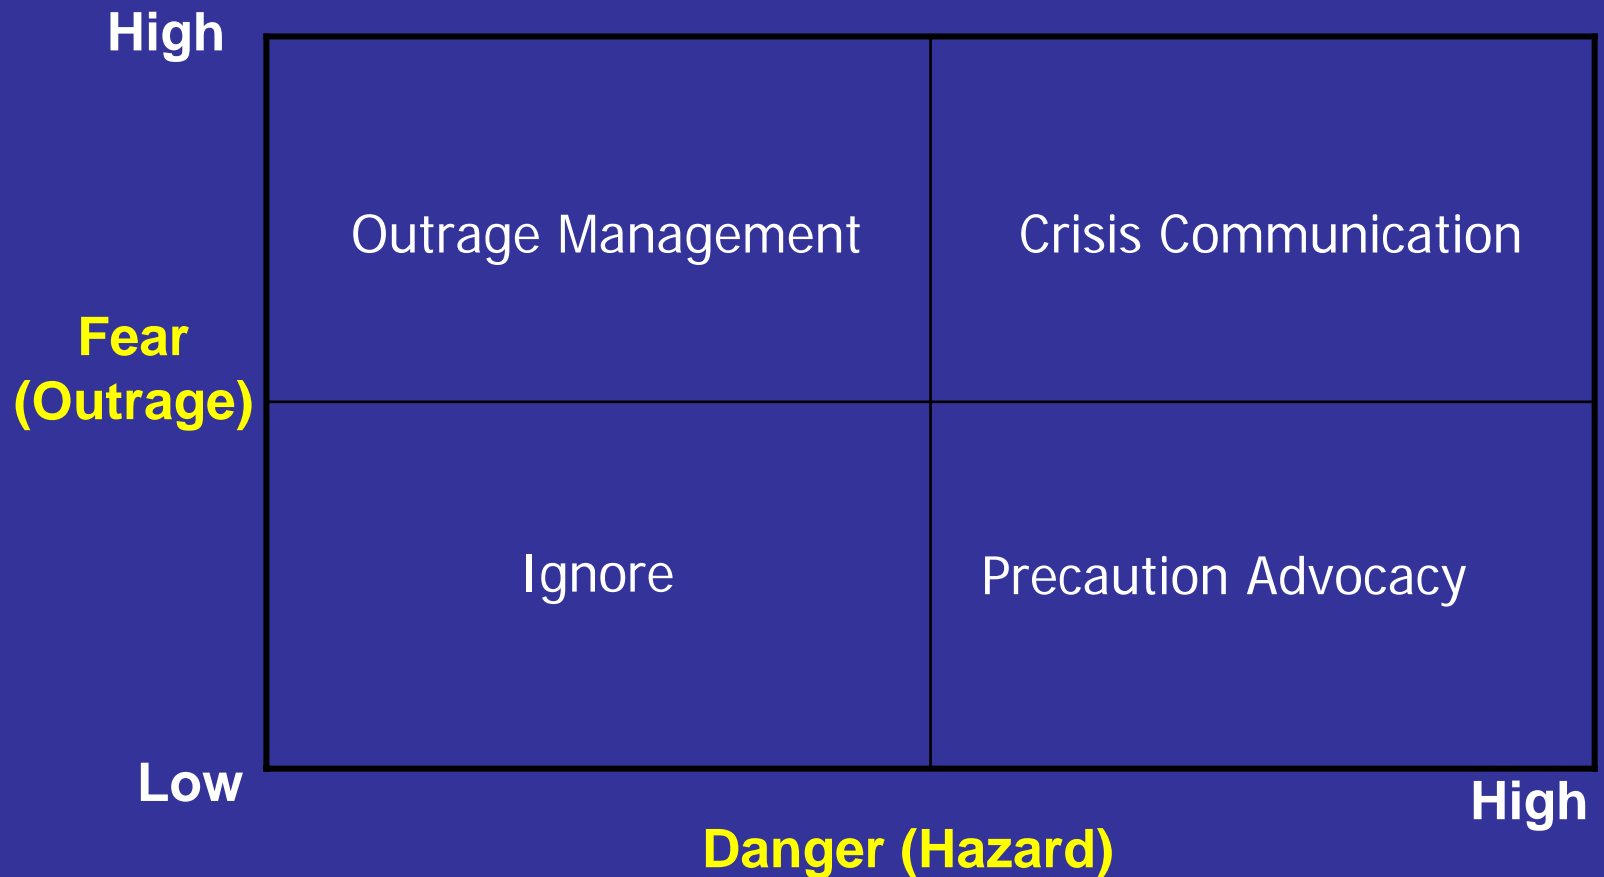 High
Outrage Management
Crisis Communication
Fear
(Outrage)
Ignore
Precaution Advocacy
Low
High
Danger (Hazard)